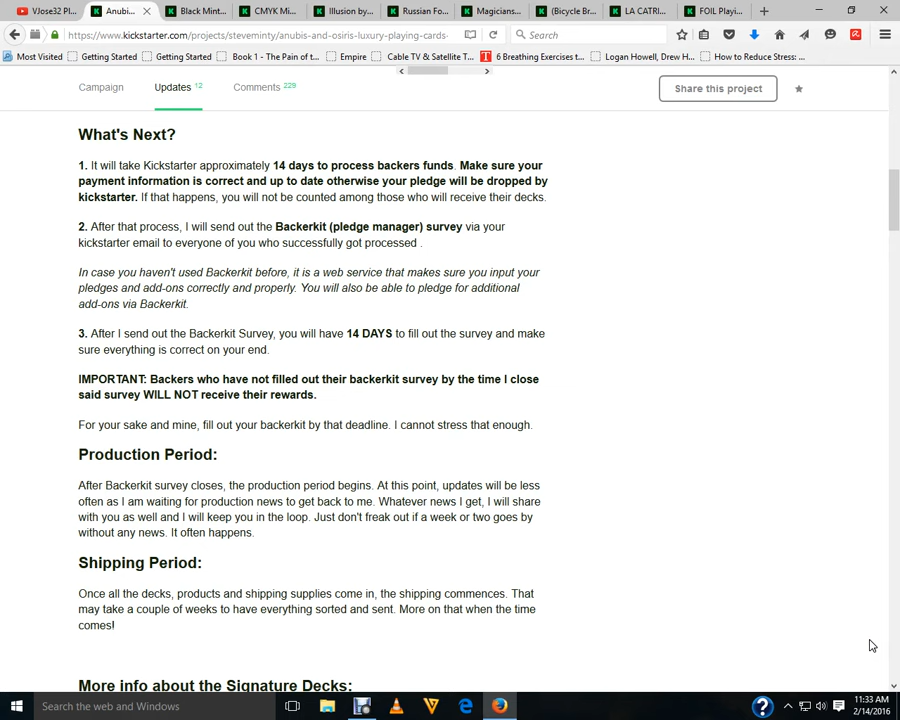 VJose32 Pl...
Anubi...
Black Mint...
CMYK Mi...
Illusion by...
Russian Fo...
Magicians...
(Bicycle Br...
LA CATRI...
FOIL Playi...
https://www.kickstarter.com/projects/steveminty/anubis-and-osiris-luxury-playing-cards-
Search
Most Visited
Getting Started
Getting Started
Book 1 - The Pain of t...
Empire
Cable TV & Satellite T...
6 Breathing Exercises t...
Logan Howell, Drew H...
How to Reduce Stress: ...
Campaign
Updates 12
Comments 229
Share this project
What's Next?
1. It will take Kickstarter approximately 14 days to process backers funds. Make sure your
payment information is correct and up to date otherwise your pledge will be dropped by
kickstarter. If that happens, you will not be counted among those who will receive their decks.
2. After that process, I will send out the Backerkit (pledge manager) survey via your
kickstarter email to everyone of you who successfully got processed .
In case you haven't used Backerkit before, it is a web service that makes sure you input your
pledges and add-ons correctly and properly. You will also be able to pledge for additional
add-ons via Backerkit.
3. After I send out the Backerkit Survey, you will have 14 DAYS to fill out the survey and make
sure everything is correct on your end.
IMPORTANT: Backers who have not filled out their backerkit survey by the time I close
said survey WILL NOT receive their rewards.
For your sake and mine, fill out your backerkit by that deadline. I cannot stress that enough.
Production Period:
After Backerkit survey closes, the production period begins. At this point, updates will be less
often as I am waiting for production news to get back to me. Whatever news I get, I will share
with you as well and I will keep you in the loop. Just don't freak out if a week or two goes by
without any news. It often happens.
Shipping Period:
Once all the decks, products and shipping supplies come in, the shipping commences. That
may take a couple of weeks to have everything sorted and sent. More on that when the time
comes!
More info about the Signature Decks:
Search the web and Windows
11:33 AM
2/14/2016